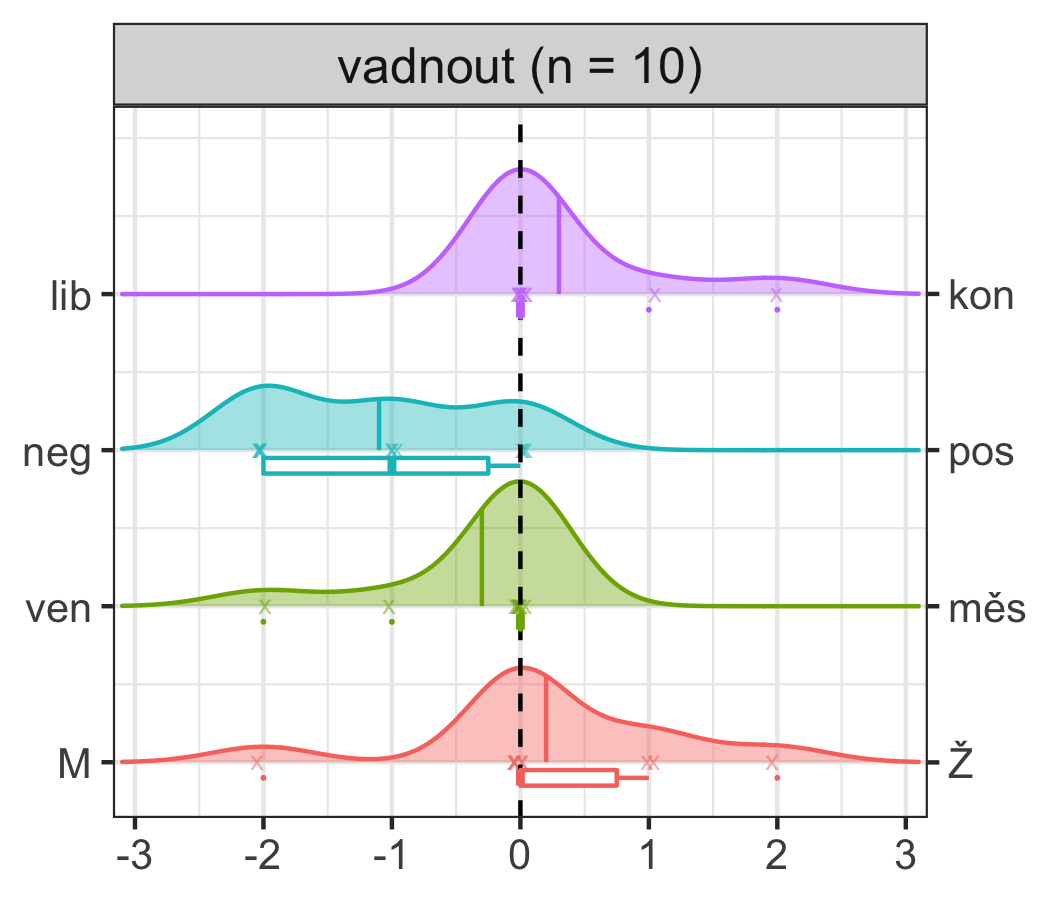 vadnout (n = 10)
lib kon
neg pos
ven měs
M Ž
-3 -2 -1 0 1 2 3